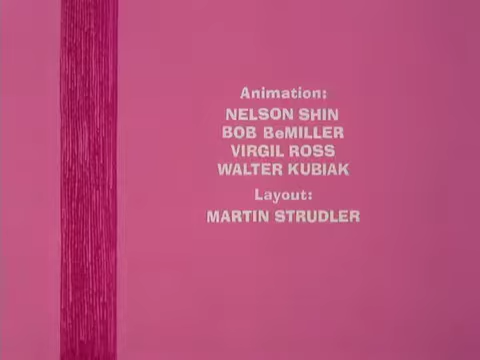 Animation:
NELSON SHIN
BOB BeMILLER
VIRGIL ROSS
WALTER KUBIAK
Layout:
MARTIN STRUDLER